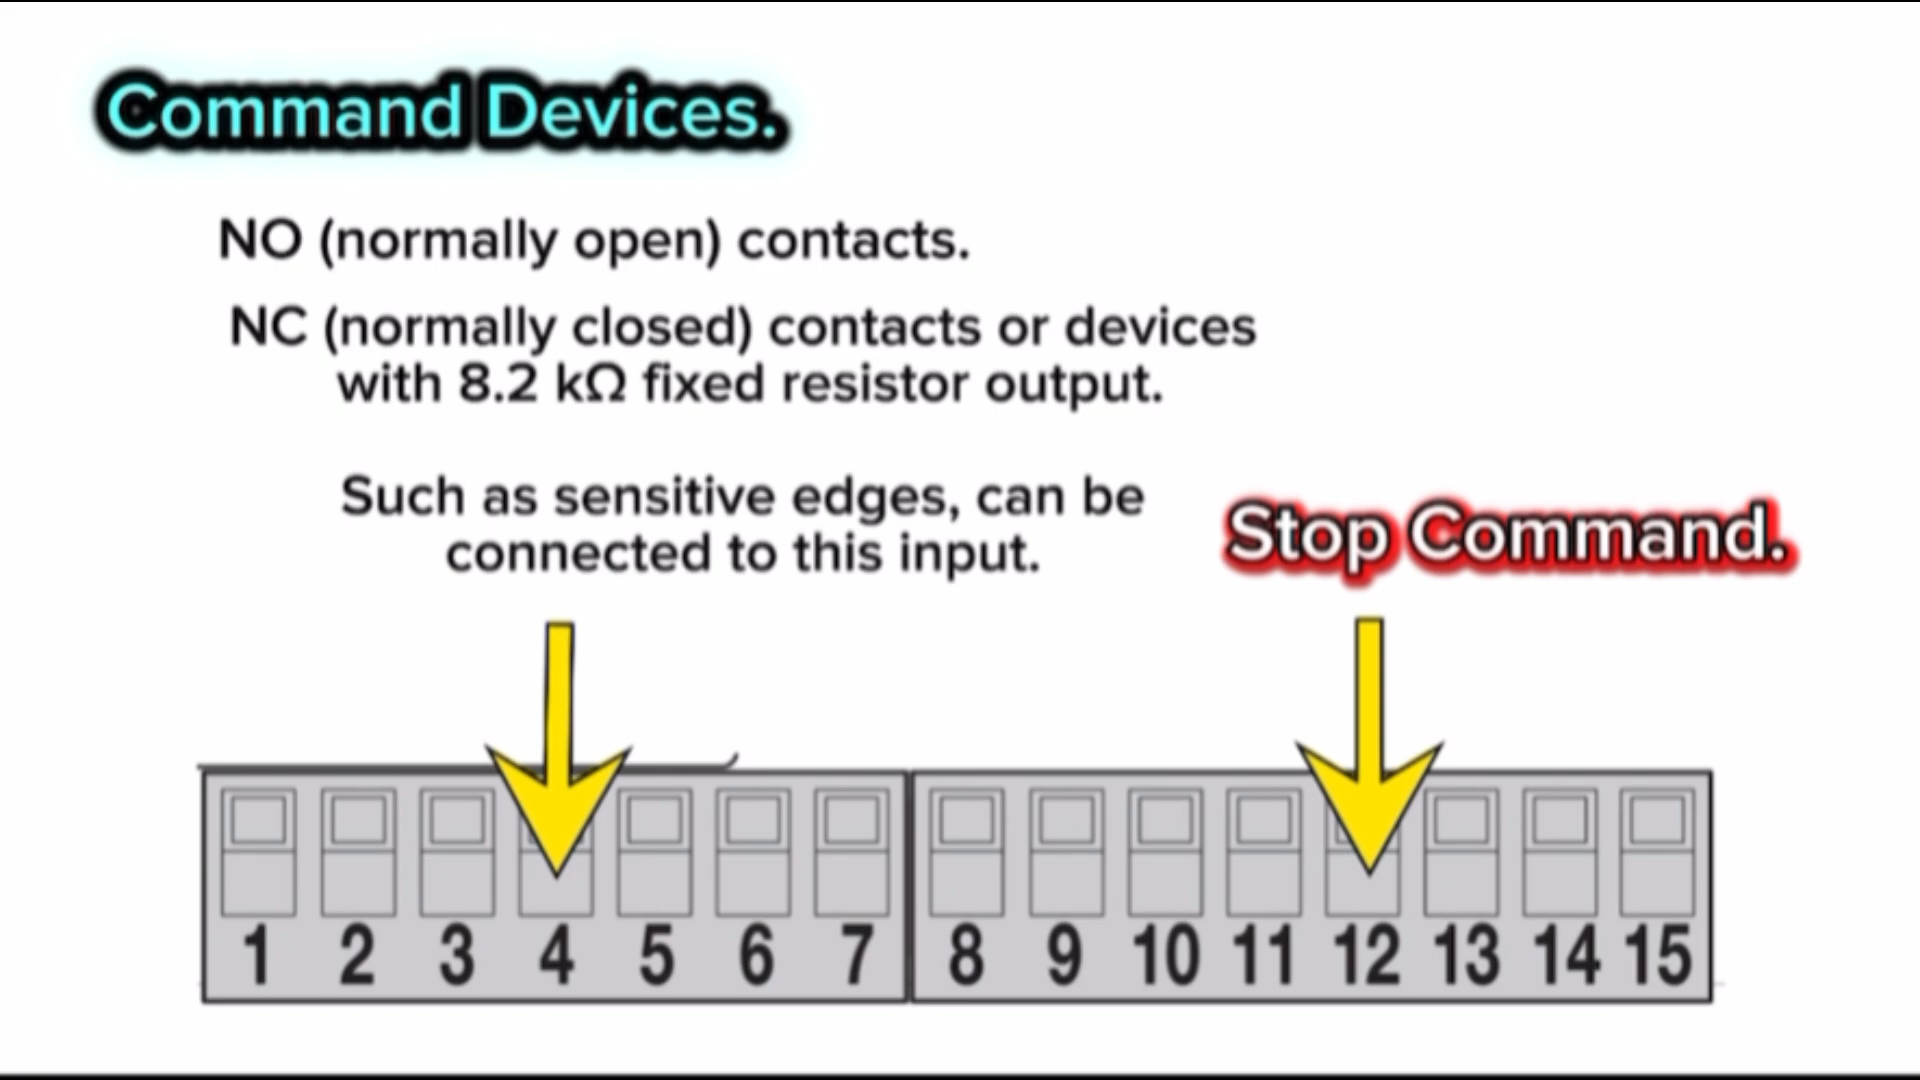 Command Devices.
NO (normally open) contacts.
NC (normally closed) contacts or devices
with 8.2 kΩ fixed resistor output.
Such as sensitive edges, can be
connected to this input.
Stop Command.
1 2 3 4 5 6 7 8 9 10 11 12 13 14 15